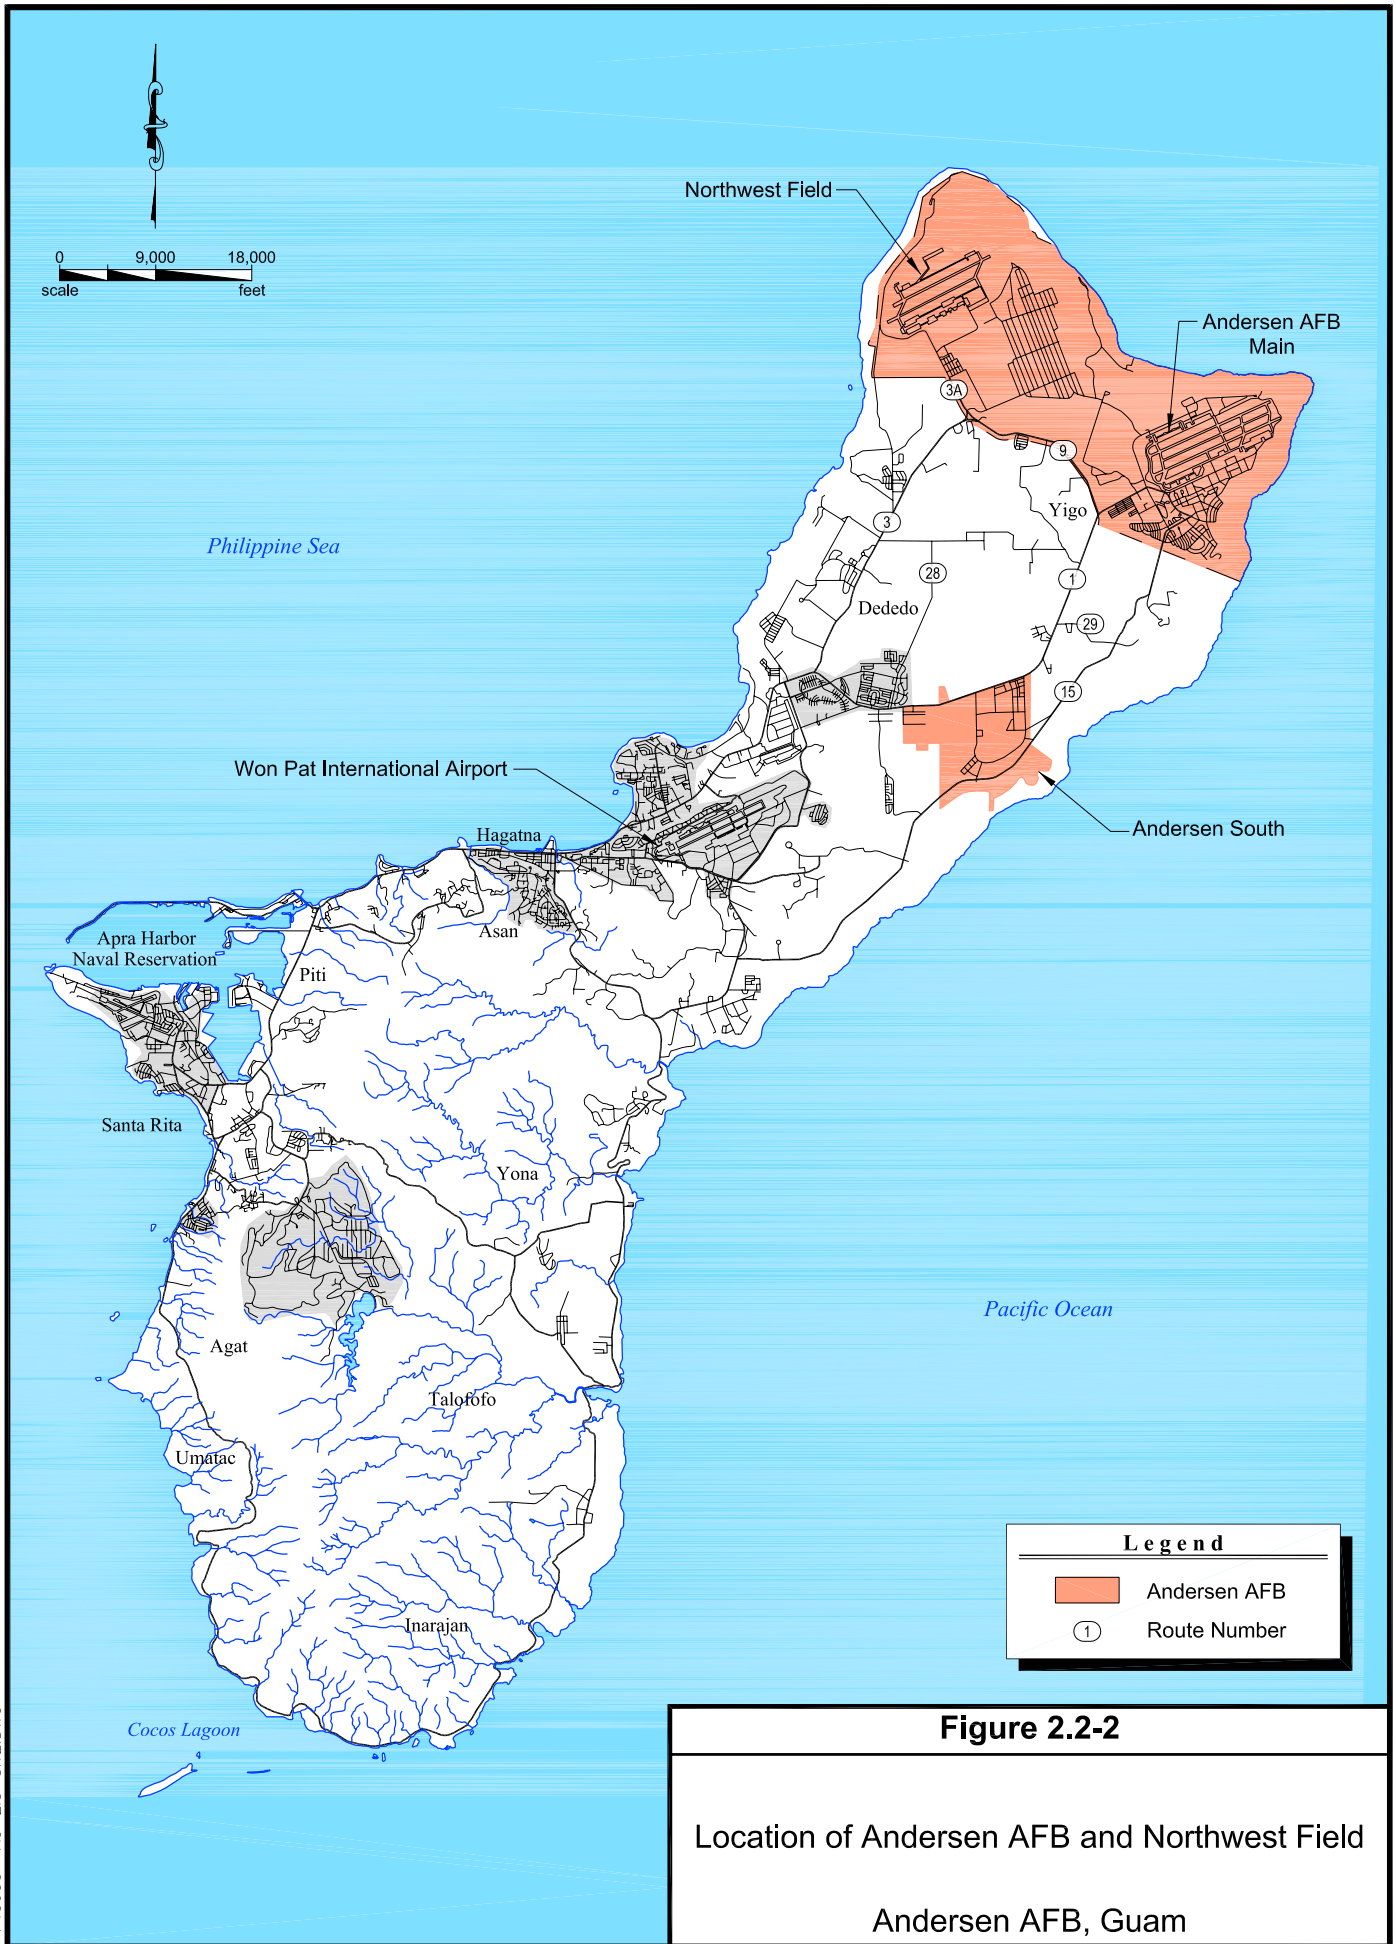 Northwest Field
0 9,000 18,000
scale feet
Andersen AFB
Main
3A
9
Yigo
3
Philippine Sea
28
1
Dededo
29
15
Won Pat International Airport
Hagatna
Andersen South
Asan
Apra Harbor
Naval Reservation
Piti
Santa Rita
Yona
Pacific Ocean
Agat
Talofofo
Umatac
Legend
Andersen AFB
1 Route Number
Inarajan
Cocos Lagoon
Figure 2.2-2
Location of Andersen AFB and Northwest Field
Andersen AFB, Guam